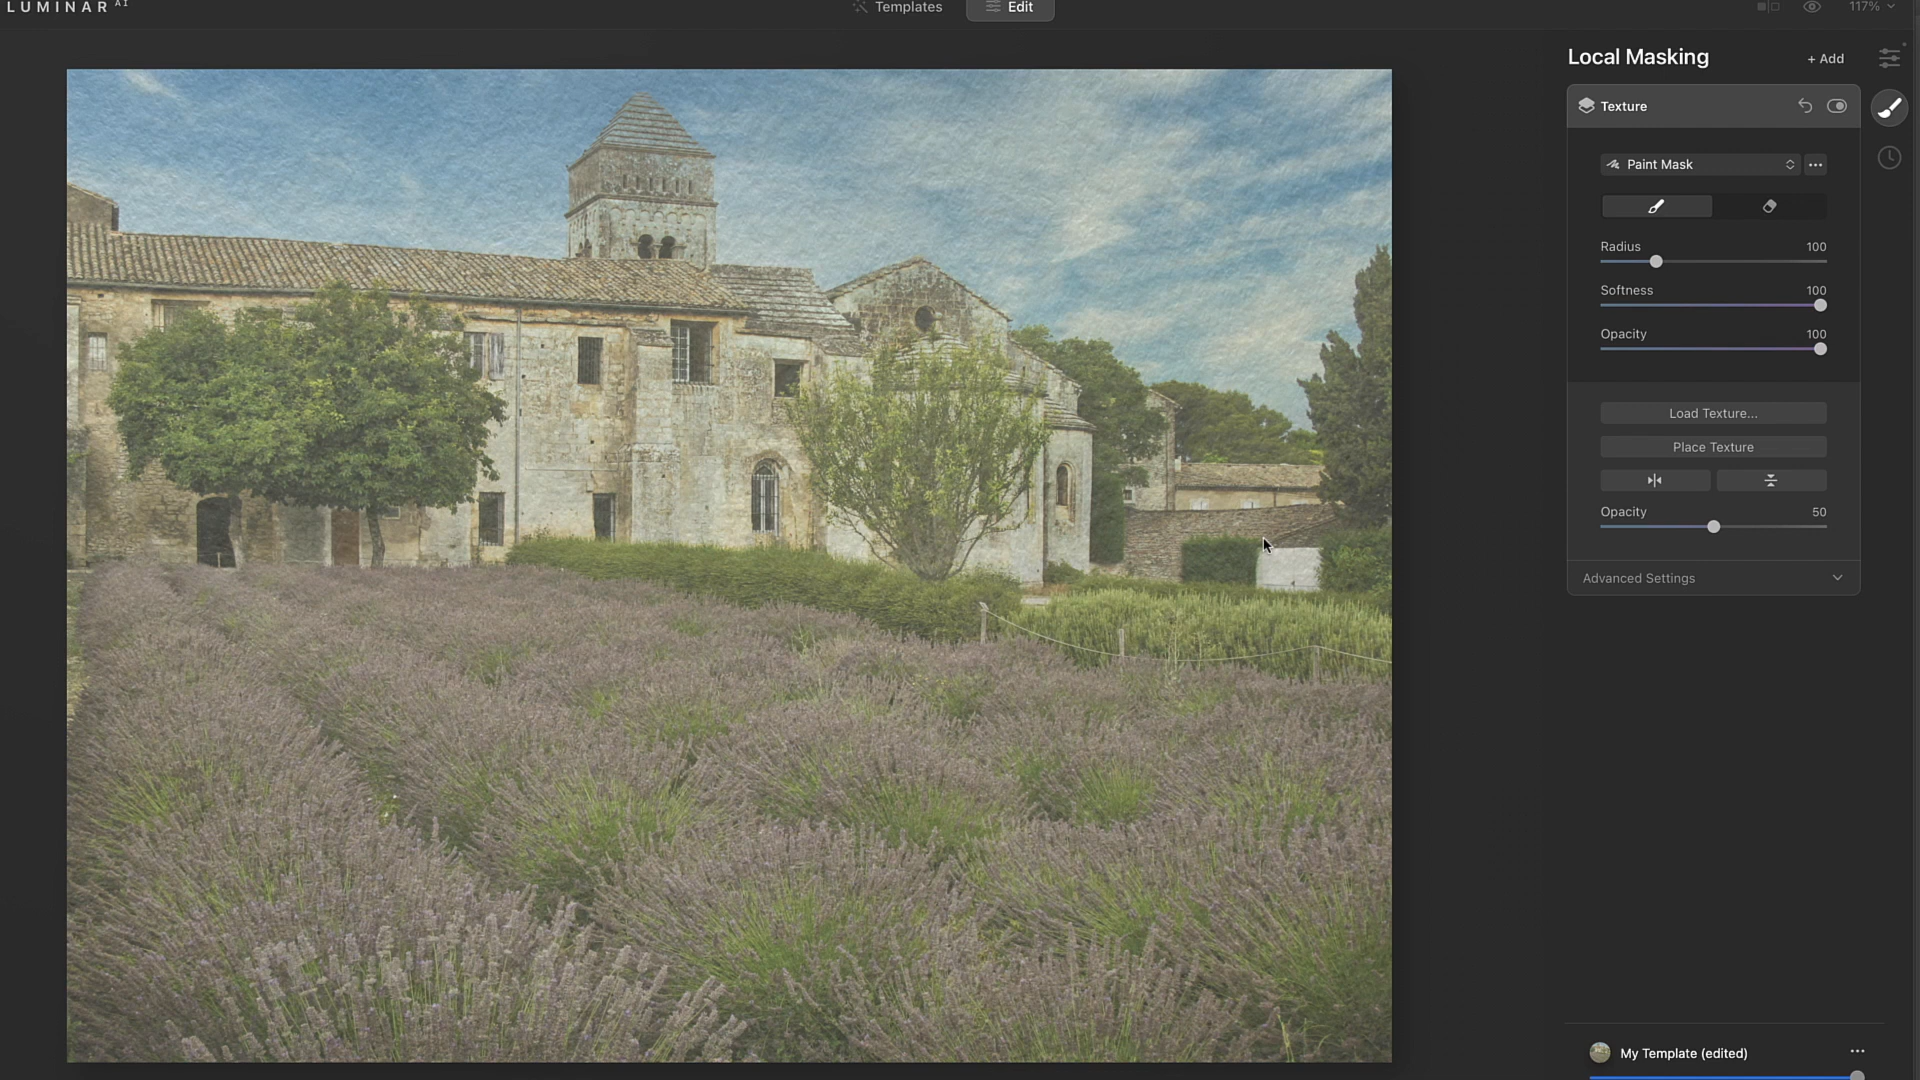 LUMINAR AI
Templates
Edit
117%
Local Masking
+ Add
Texture
Paint Mask
Radius 100
Softness 100
Opacity 100
Load Texture...
Place Texture
Opacity 50
Advanced Settings
My Template (edited)